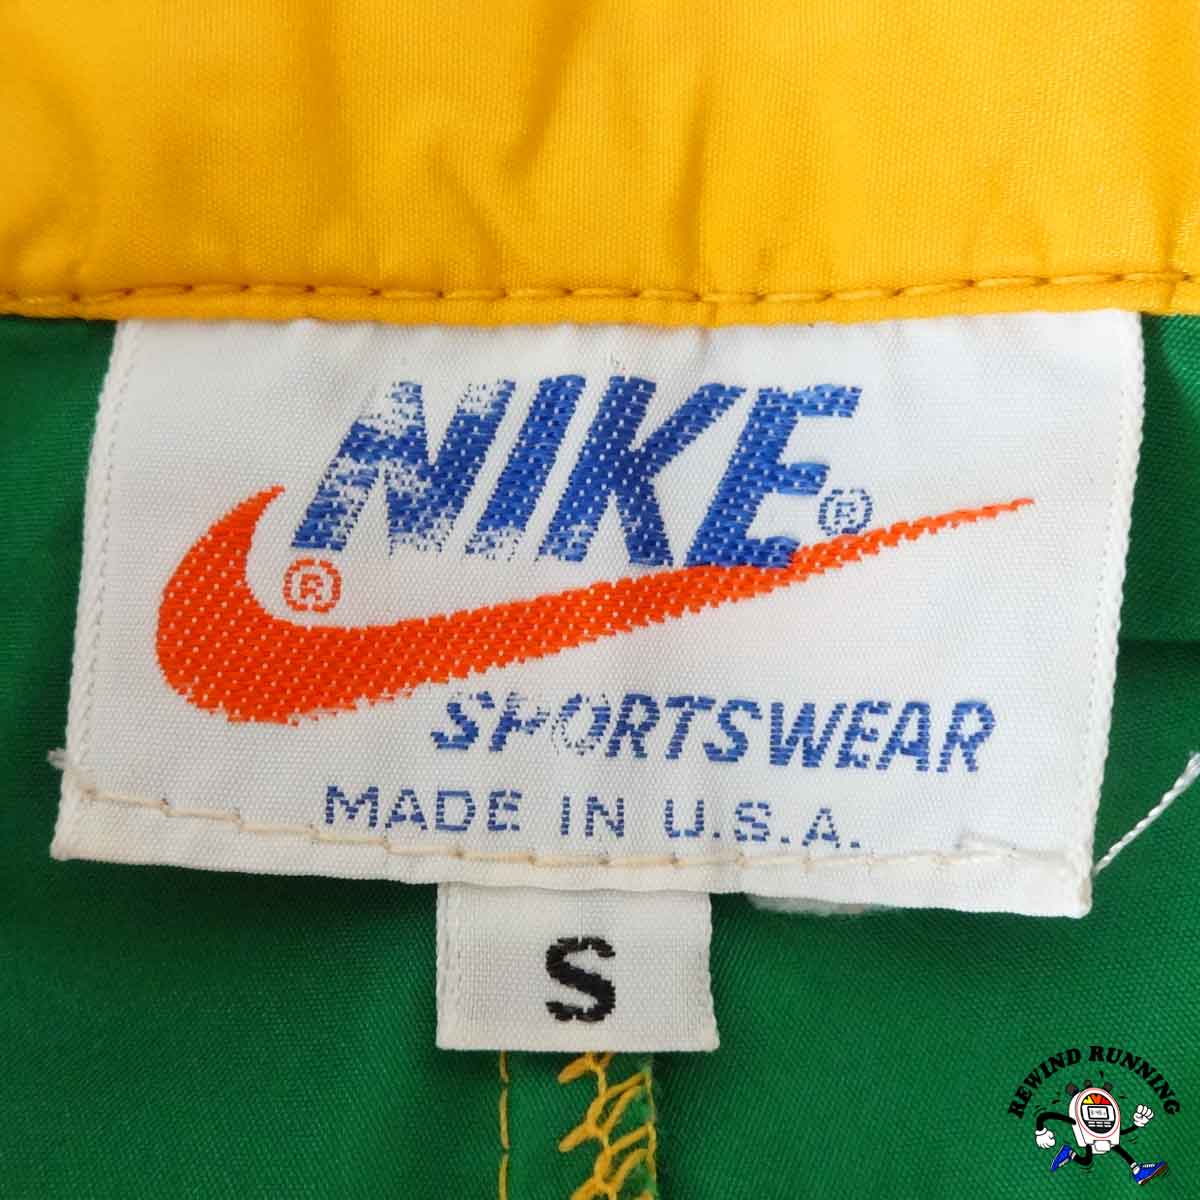 NIKE®
®
SPORTSWEAR
MADE IN U.S.A.
S
REWIND RUNNING